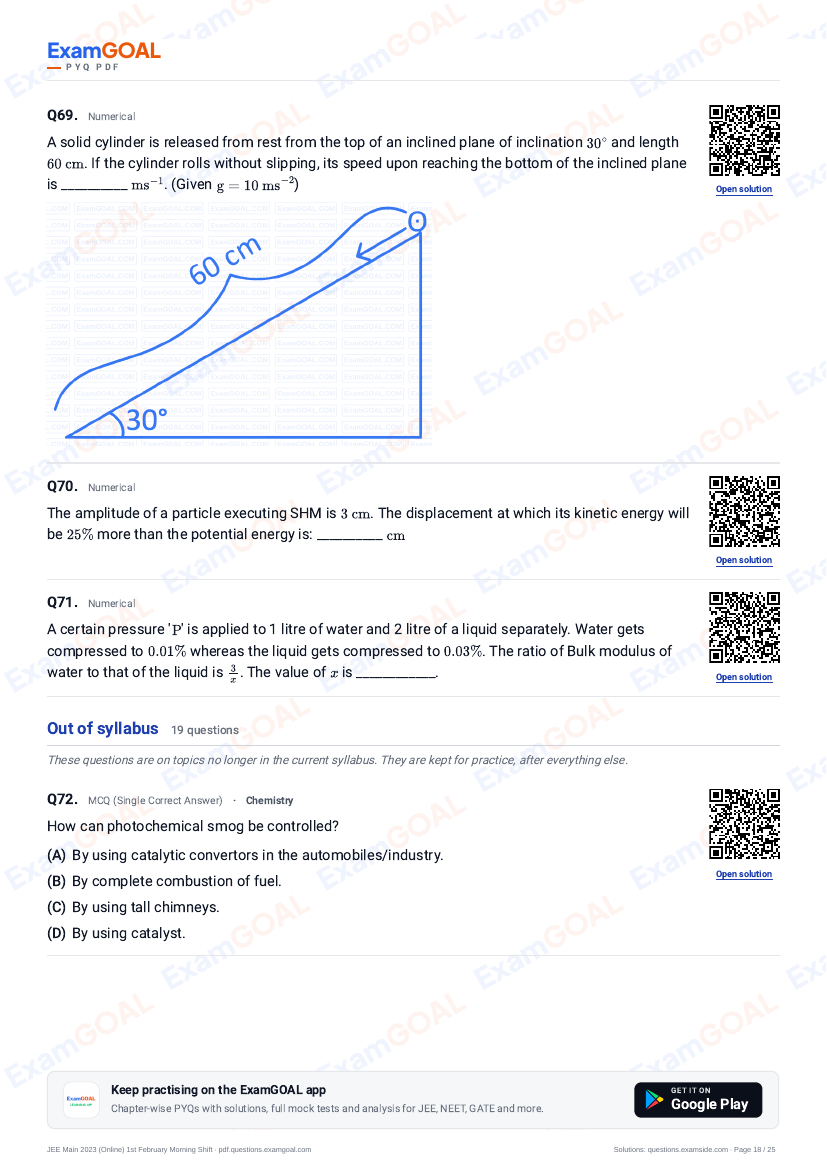 ExamGOAL
PYQ PDF
Q69. Numerical
A solid cylinder is released from rest from the top of an inclined plane of inclination 30° and length
60 cm. If the cylinder rolls without slipping, its speed upon reaching the bottom of the inclined plane
is __________ ms⁻¹. (Given g = 10 ms⁻²)
Open solution
60 cm
30°
Q70. Numerical
The amplitude of a particle executing SHM is 3 cm. The displacement at which its kinetic energy will
be 25% more than the potential energy is: __________ cm
Open solution
Q71. Numerical
A certain pressure 'P' is applied to 1 litre of water and 2 litre of a liquid separately. Water gets
compressed to 0.01% whereas the liquid gets compressed to 0.03%. The ratio of Bulk modulus of
water to that of the liquid is 3/x. The value of x is ____________.
Open solution
Out of syllabus 19 questions
These questions are on topics no longer in the current syllabus. They are kept for practice, after everything else.
Q72. MCQ (Single Correct Answer) · Chemistry
How can photochemical smog be controlled?
(A) By using catalytic convertors in the automobiles/industry.
(B) By complete combustion of fuel.
(C) By using tall chimneys.
(D) By using catalyst.
Open solution
ExamGOAL
Keep practising on the ExamGOAL app
Chapter-wise PYQs with solutions, full mock tests and analysis for JEE, NEET, GATE and more.
GET IT ON
Google Play
JEE Main 2023 (Online) 1st February Morning Shift · pdf.questions.examgoal.com
Solutions: questions.examside.com · Page 18 / 25